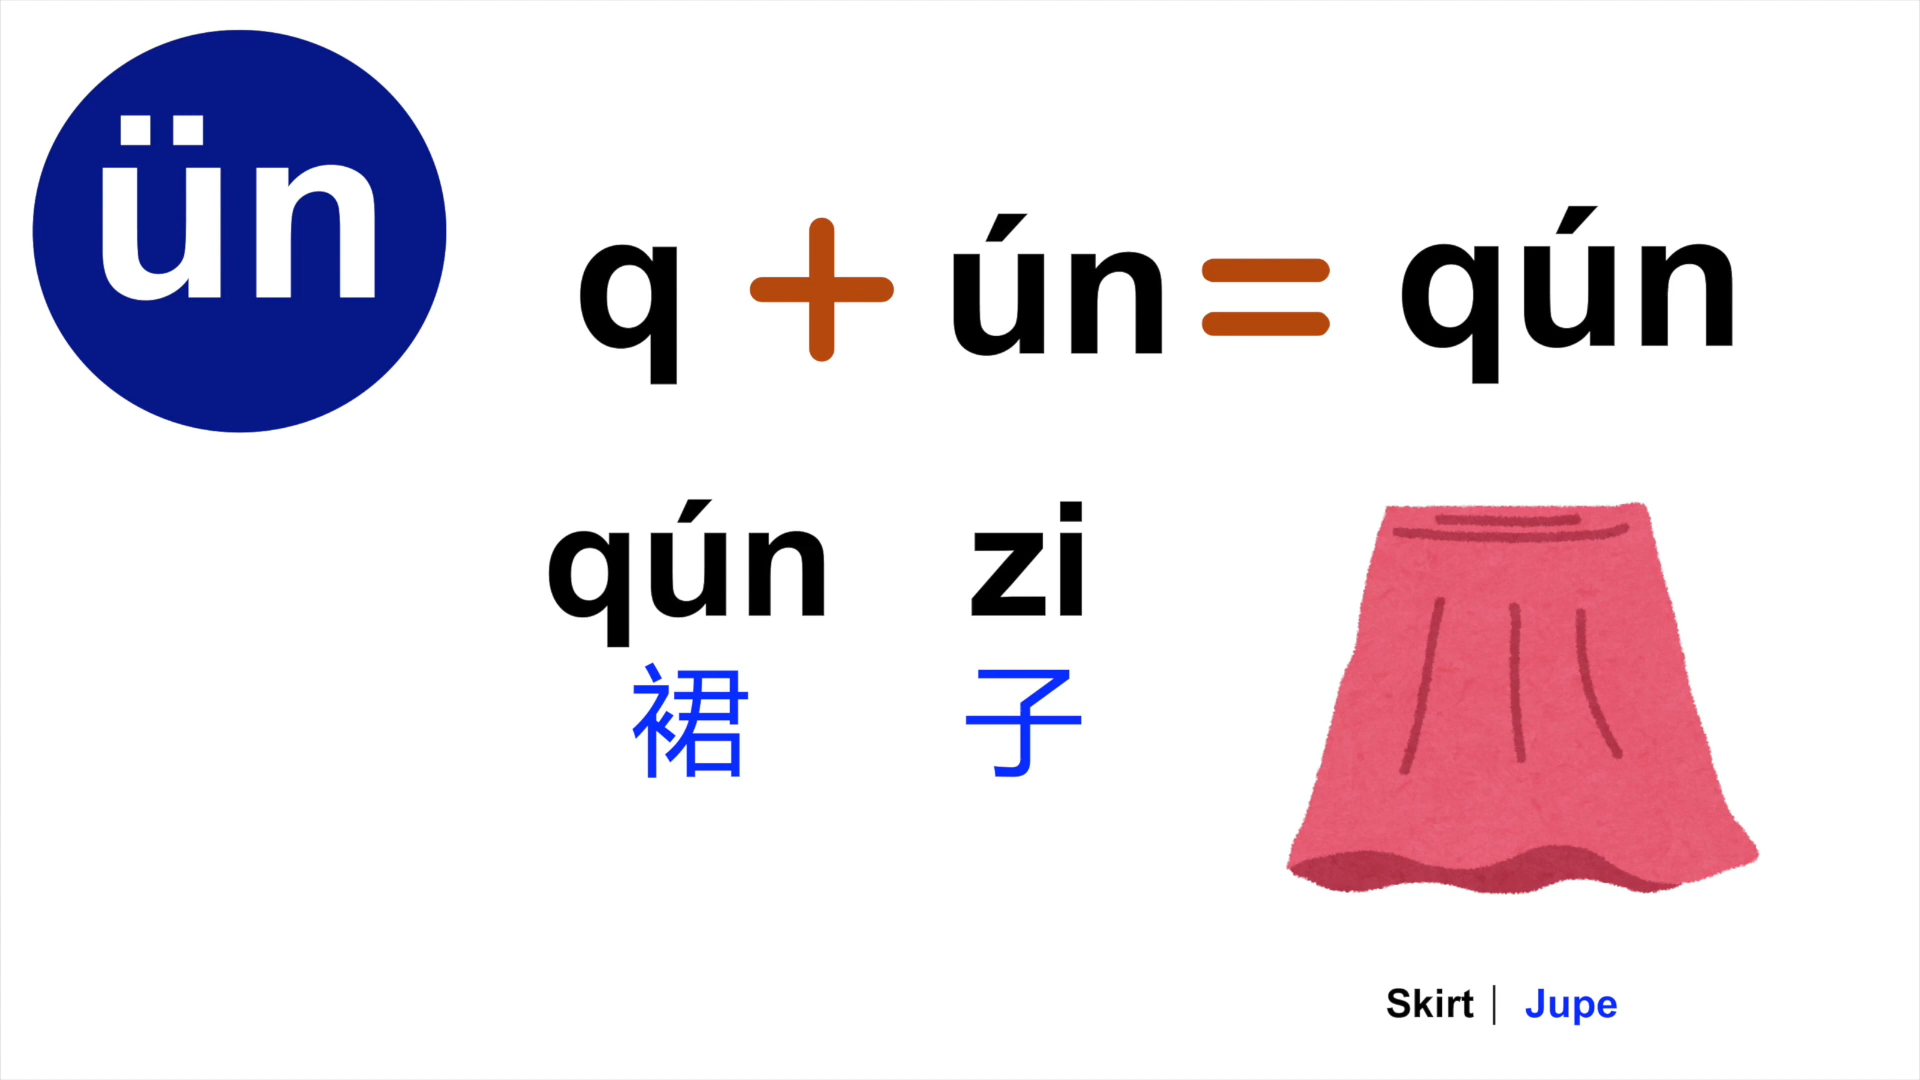 ün
q + ún = qún
qún zi
裙 子
Skirt | Jupe